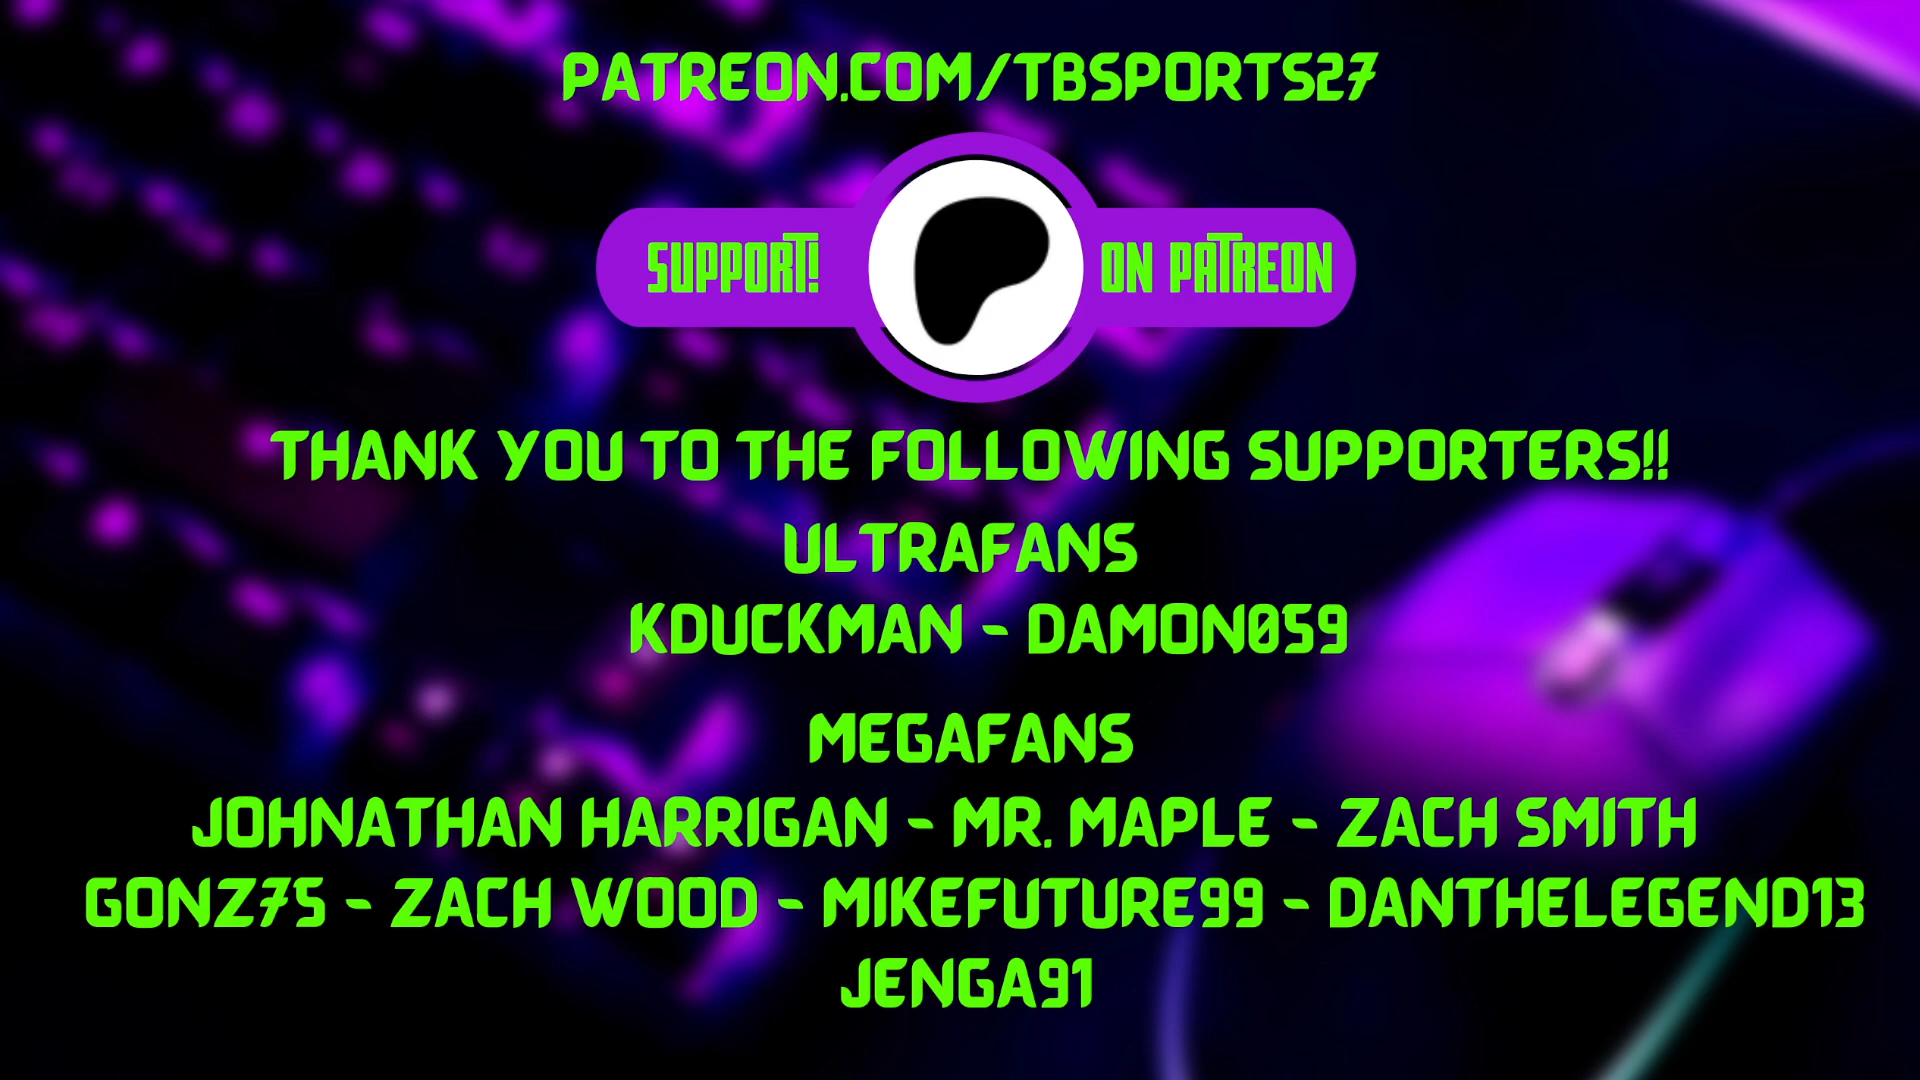 PATREON.COM/TBSPORTS27
SUPPORT! ON PATREON
THANK YOU TO THE FOLLOWING SUPPORTERS!!
ULTRAFANS
KDUCKMAN - DAMON059
MEGAFANS
JOHNATHAN HARRIGAN - MR. MAPLE - ZACH SMITH
GONZ75 - ZACH WOOD - MIKEFUTURE99 - DANTHELEGEND13
JENGA91